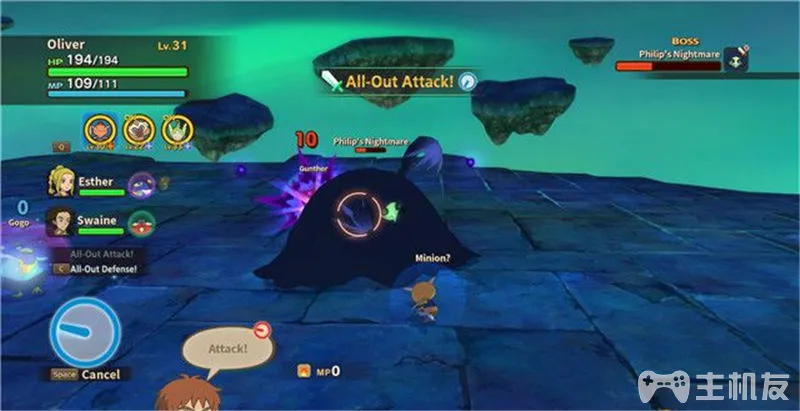 Oliver Lv.31
HP 194/194
MP 109/111
All-Out Attack!
BOSS
Philip's Nightmare
Q
10
Philip's Nightmare
Gunther
Esther
0
Gogo
Swaine
All-Out Attack!
C All-Out Defense!
Minion?
Attack!
Space Cancel
MP 0
主机友